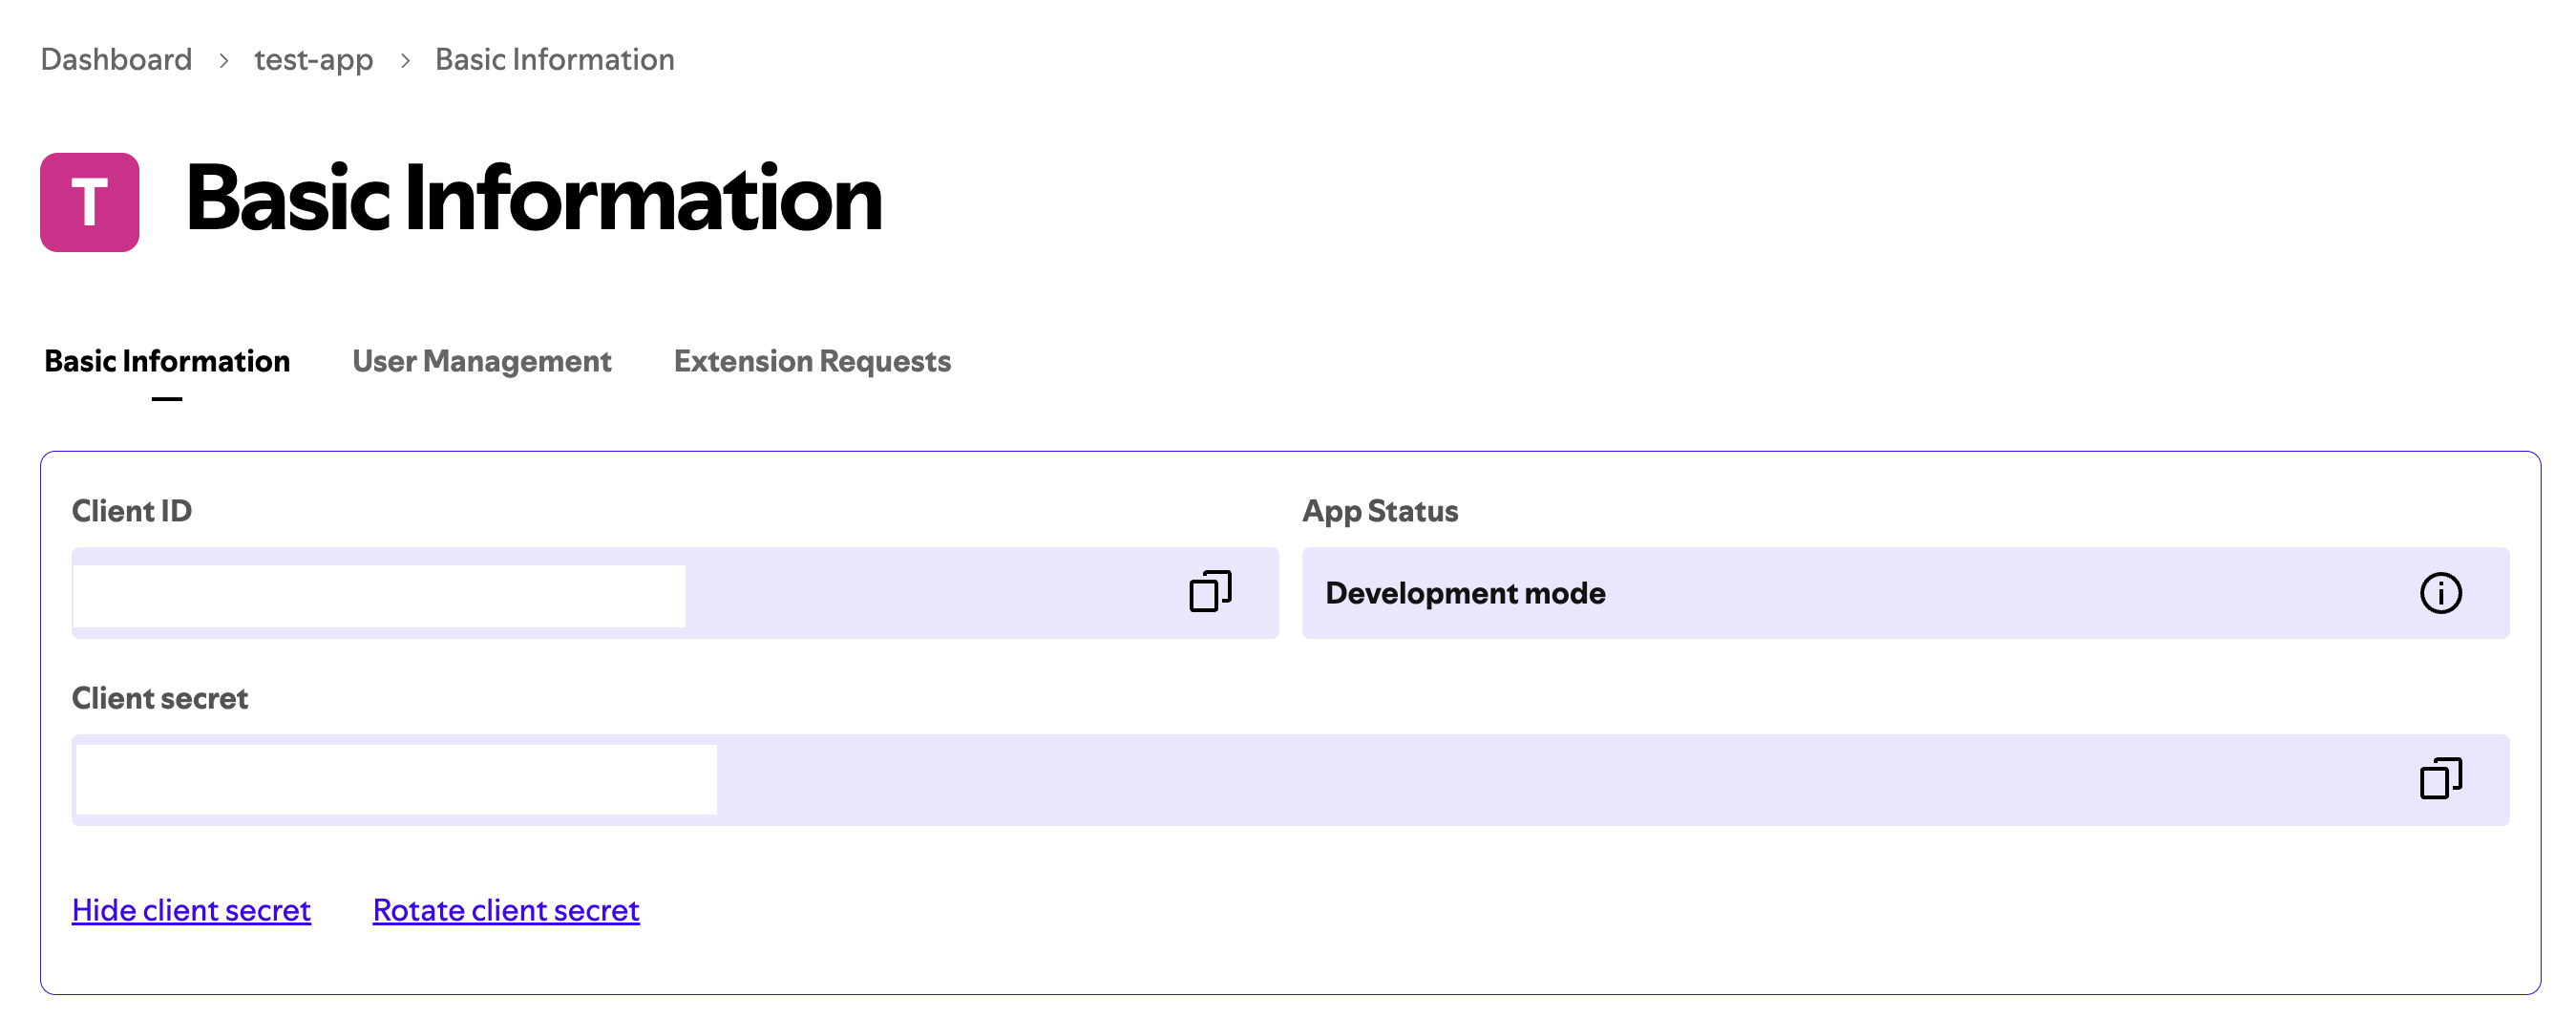 Dashboard > test-app > Basic Information
T Basic Information
Basic Information User Management Extension Requests
Client ID App Status
Development mode
Client secret
Hide client secret Rotate client secret